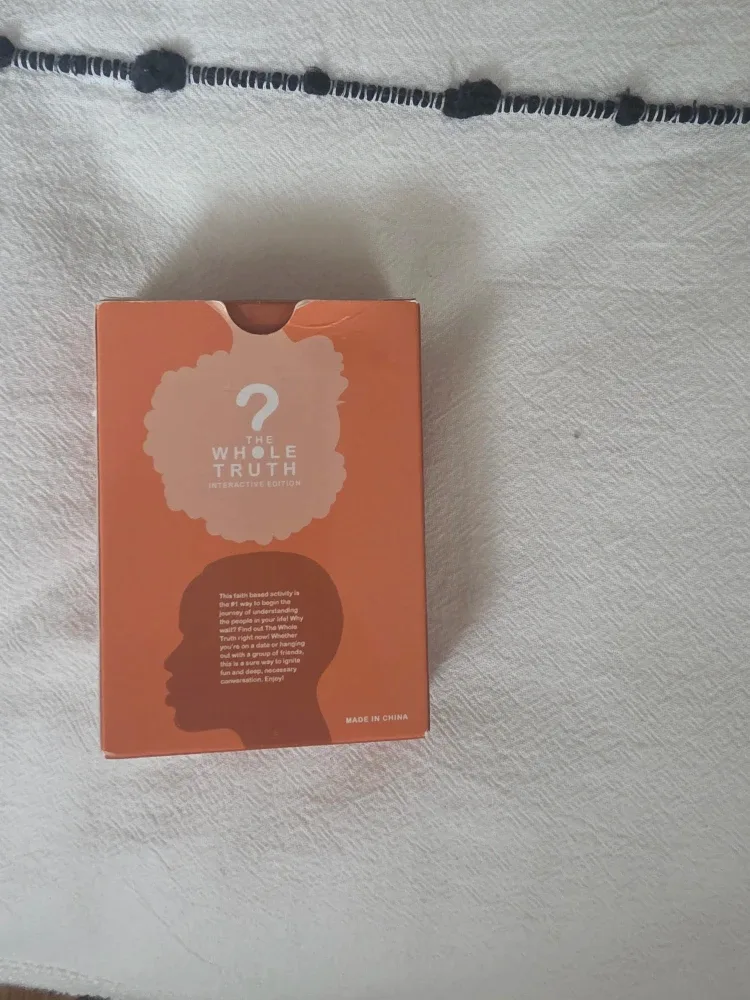 ?
THE
WHOLE
TRUTH
INTERACTIVE EDITION
This faith based activity is
the #1 way to begin the
journey of understanding
the people in your life! Why
wait? Find out The Whole
Truth right now! Whether
you're on a date or hanging
out with a group of friends,
this is a sure way to ignite
fun and deep, necessary
conversation. Enjoy!
MADE IN CHINA